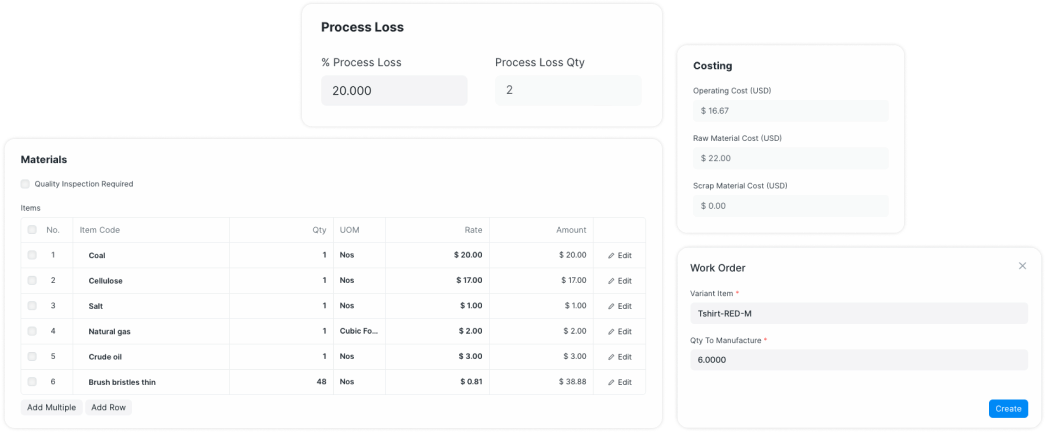 Process Loss
% Process Loss
Process Loss Qty
20.000
2
Costing
Operating Cost (USD)
$ 16.67
Raw Material Cost (USD)
$ 22.00
Scrap Material Cost (USD)
$ 0.00
Materials
Quality Inspection Required
Items
No. Item Code Qty UOM Rate Amount
1 Coal 1 Nos $ 20.00 $ 20.00 Edit
2 Cellulose 1 Nos $ 17.00 $ 17.00 Edit
3 Salt 1 Nos $ 1.00 $ 1.00 Edit
4 Natural gas 1 Cubic Fo... $ 2.00 $ 2.00 Edit
5 Crude oil 1 Nos $ 3.00 $ 3.00 Edit
6 Brush bristles thin 48 Nos $ 0.81 $ 38.88 Edit
Add Multiple Add Row
Work Order
Variant Item *
Tshirt-RED-M
Qty To Manufacture *
6.0000
Create